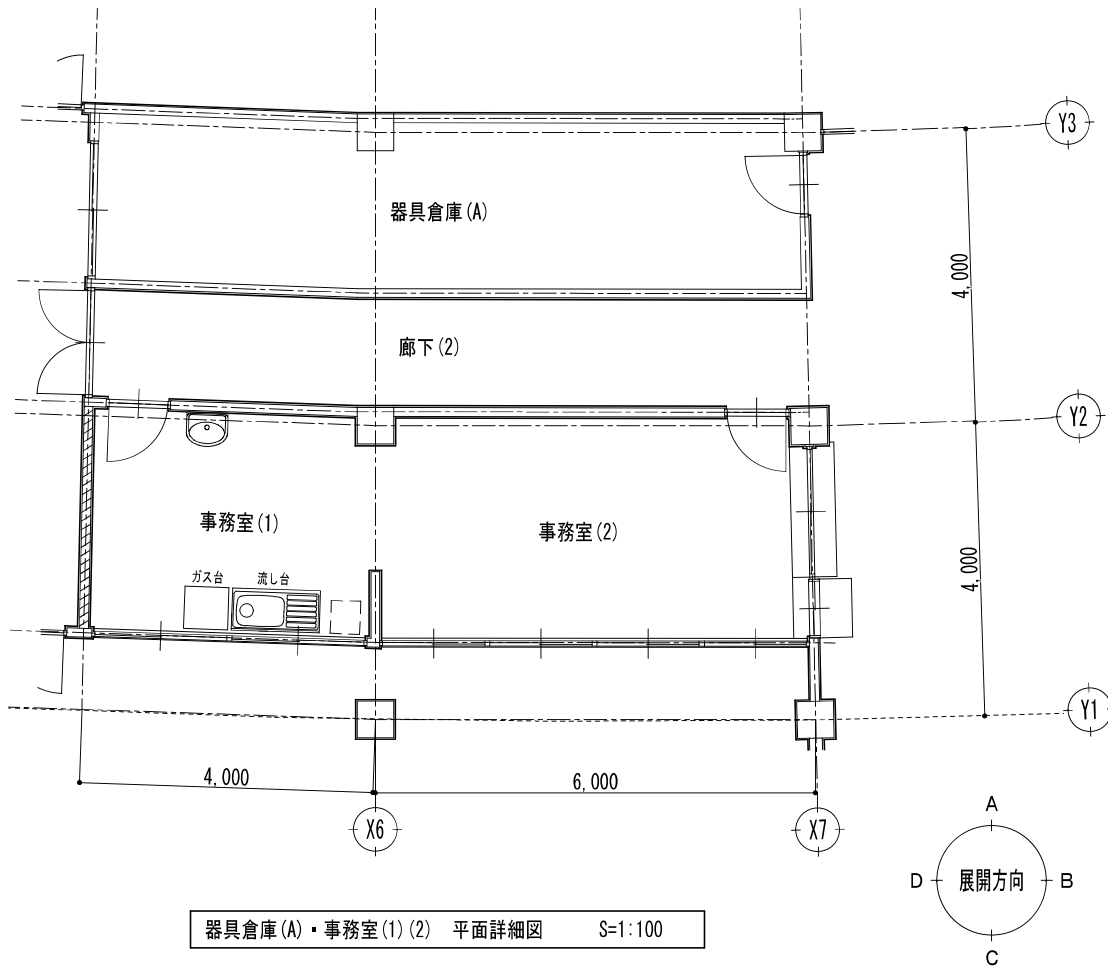 Y3
器具倉庫(A)
4,000
廊下(2)
Y2
事務室(1)
事務室(2)
4,000
ガス台
流し台
Y1
4,000
6,000
X6
X7
A
D
展開方向
B
C
器具倉庫(A)・事務室(1)(2) 平面詳細図 S=1:100